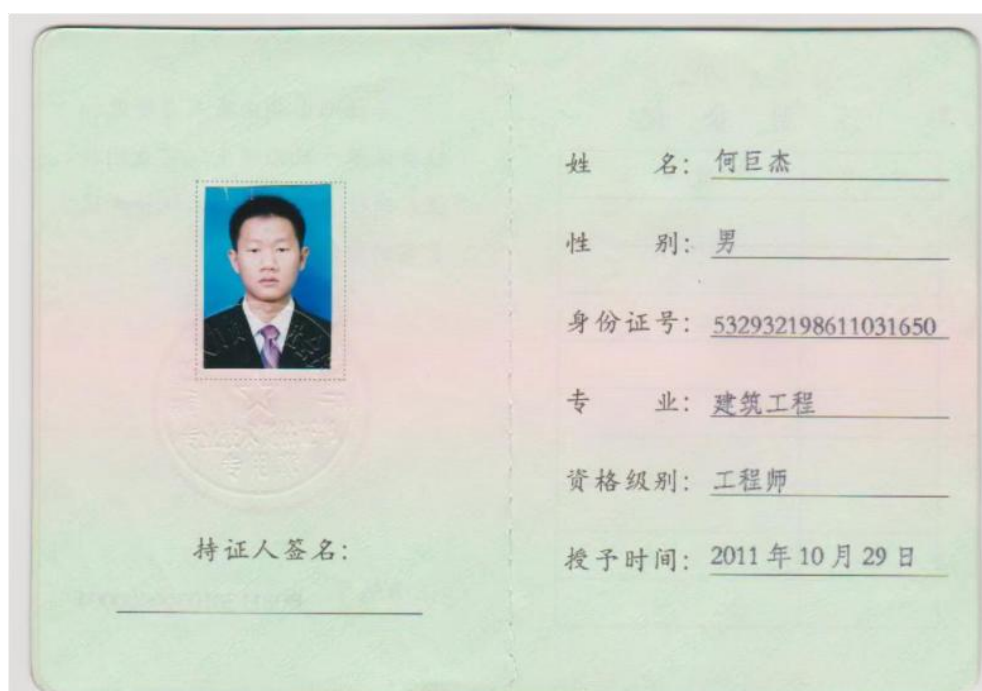 持证人签名:
姓 名: 何巨杰
性 别: 男
身份证号: 532932198611031650
专 业: 建筑工程
资格级别: 工程师
授予时间: 2011 年 10 月 29 日